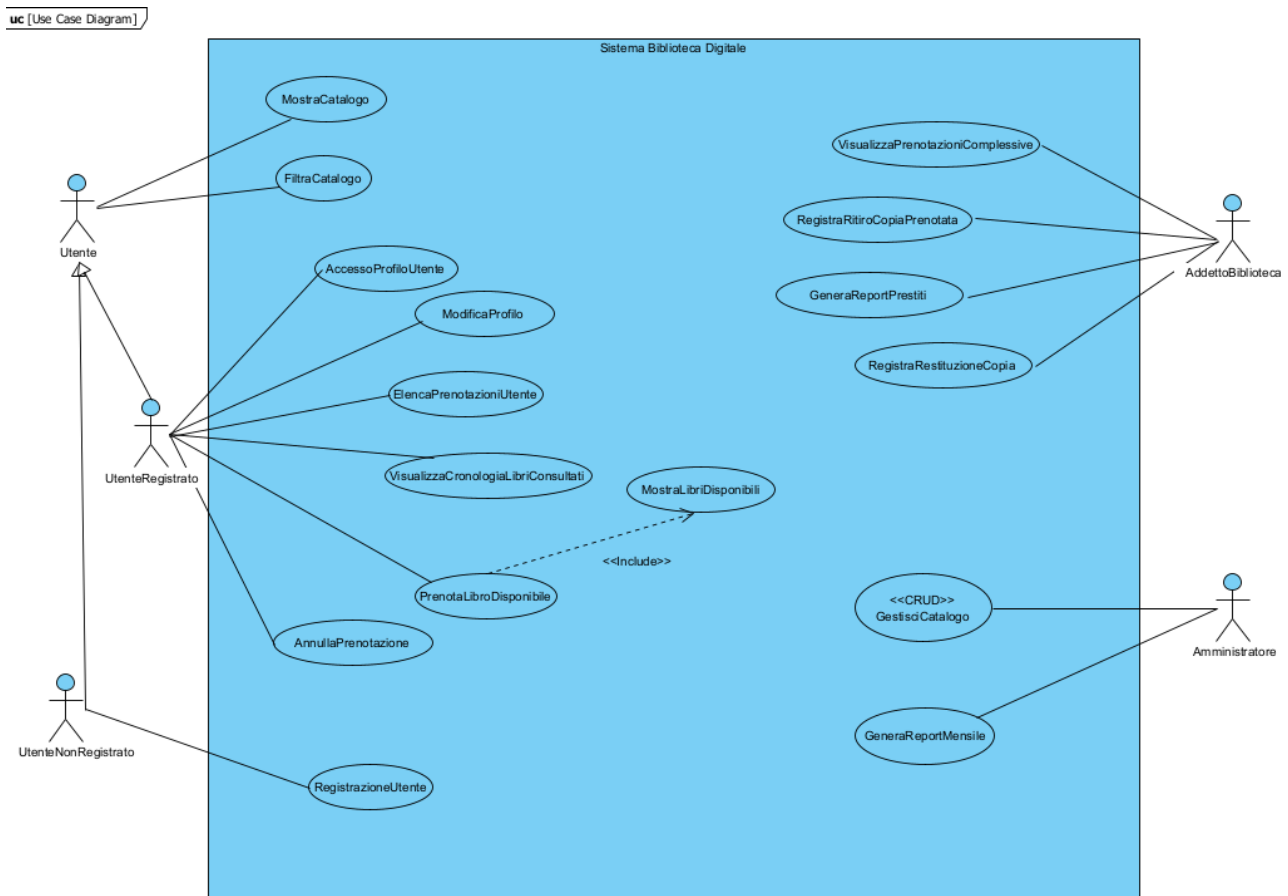 uc [Use Case Diagram]
Sistema Biblioteca Digitale
MostraCatalogo
VisualizzaPrenotazioniComplessive
FiltraCatalogo
RegistraRitiroCopiaPrenotata
Utente
AccessoProfiloUtente
AddettoBiblioteca
GeneraReportPrestiti
ModificaProfilo
RegistraRestituzioneCopia
ElencaPrenotazioniUtente
UtenteRegistrato
VisualizzaCronologiaLibriConsultati
MostraLibriDisponibili
<<Include>>
PrenotaLibroDisponibile
<<CRUD>>
GestisciCatalogo
AnnullaPrenotazione
Amministratore
UtenteNonRegistrato
GeneraReportMensile
RegistrazioneUtente